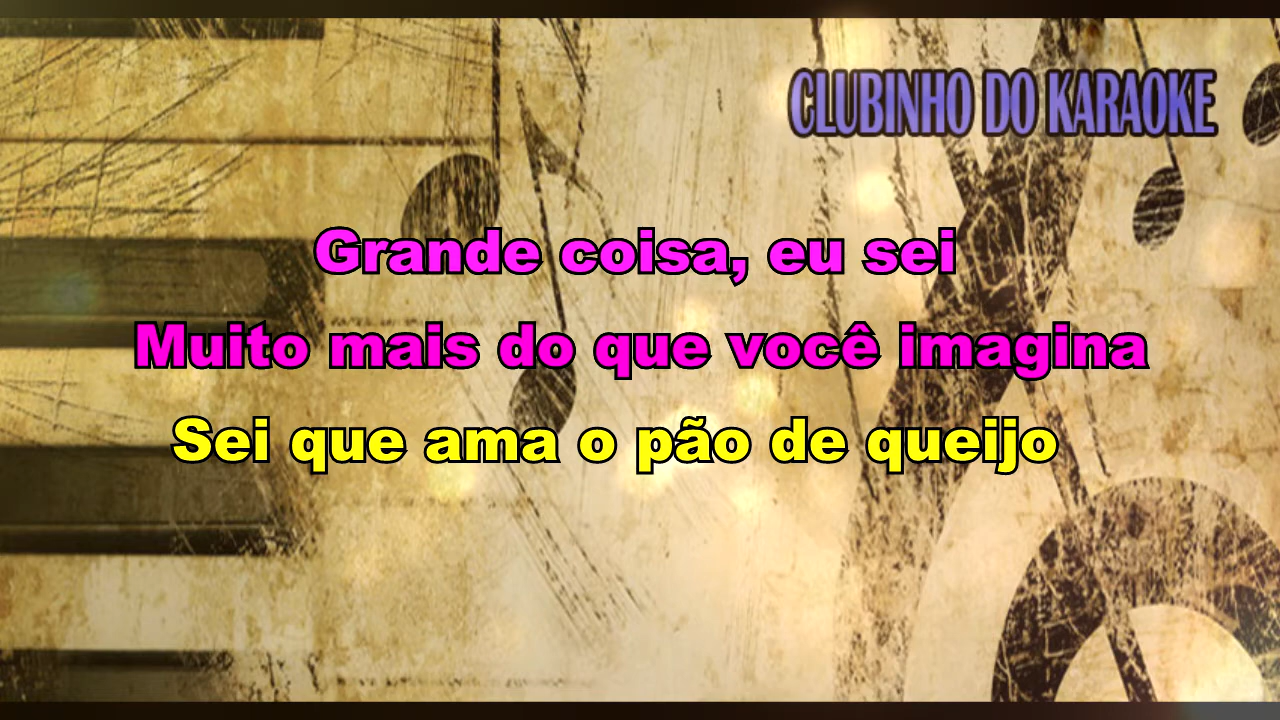 CLUBINHO DO KARAOKE
Grande coisa, eu sei
Muito mais do que você imagina
Sei que ama o pão de queijo